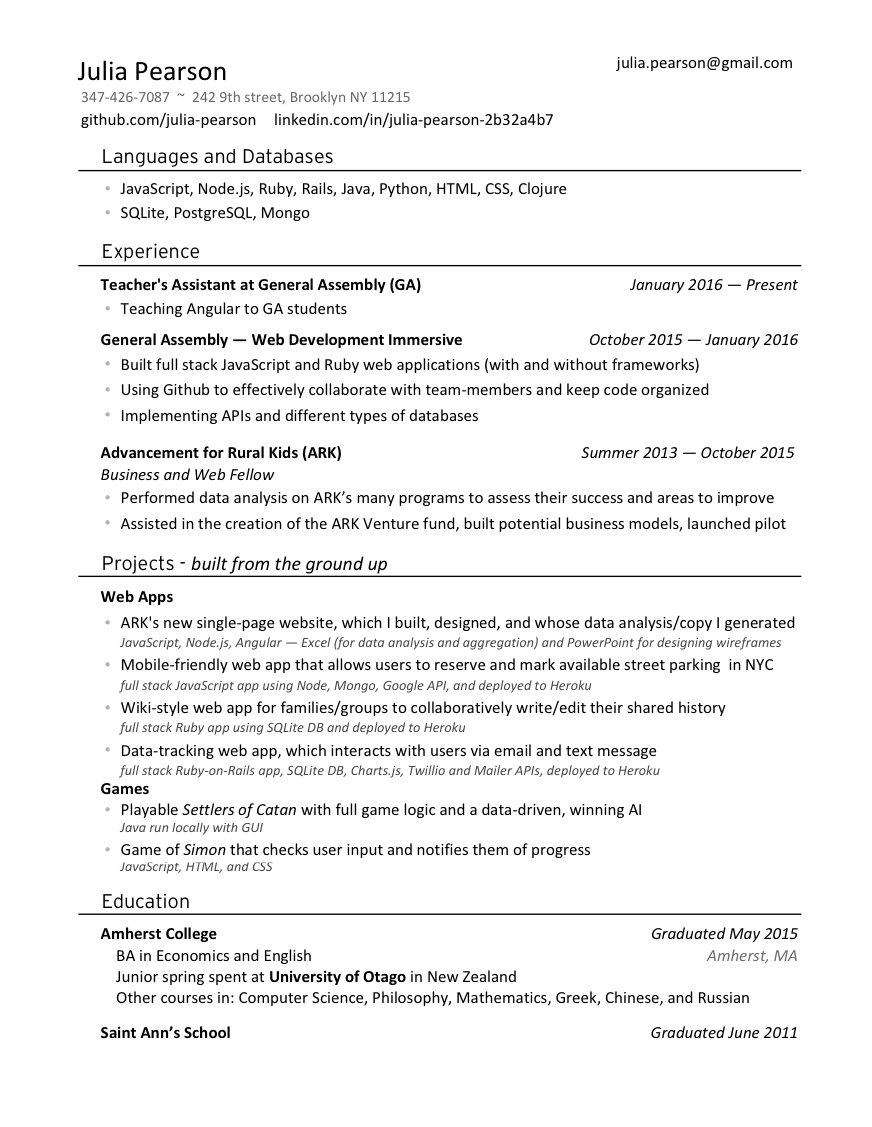 Julia Pearson
julia.pearson@gmail.com
347-426-7087 ~ 242 9th street, Brooklyn NY 11215
github.com/julia-pearson linkedin.com/in/julia-pearson-2b32a4b7
Languages and Databases
• JavaScript, Node.js, Ruby, Rails, Java, Python, HTML, CSS, Clojure
• SQLite, PostgreSQL, Mongo
Experience
Teacher's Assistant at General Assembly (GA) January 2016 — Present
• Teaching Angular to GA students
General Assembly — Web Development Immersive October 2015 — January 2016
• Built full stack JavaScript and Ruby web applications (with and without frameworks)
• Using Github to effectively collaborate with team-members and keep code organized
• Implementing APIs and different types of databases
Advancement for Rural Kids (ARK) Summer 2013 — October 2015
Business and Web Fellow
• Performed data analysis on ARK’s many programs to assess their success and areas to improve
• Assisted in the creation of the ARK Venture fund, built potential business models, launched pilot
Projects - built from the ground up
Web Apps
• ARK's new single-page website, which I built, designed, and whose data analysis/copy I generated
JavaScript, Node.js, Angular — Excel (for data analysis and aggregation) and PowerPoint for designing wireframes
• Mobile-friendly web app that allows users to reserve and mark available street parking in NYC
full stack JavaScript app using Node, Mongo, Google API, and deployed to Heroku
• Wiki-style web app for families/groups to collaboratively write/edit their shared history
full stack Ruby app using SQLite DB and deployed to Heroku
• Data-tracking web app, which interacts with users via email and text message
full stack Ruby-on-Rails app, SQLite DB, Charts.js, Twillio and Mailer APIs, deployed to Heroku
Games
• Playable Settlers of Catan with full game logic and a data-driven, winning AI
Java run locally with GUI
• Game of Simon that checks user input and notifies them of progress
JavaScript, HTML, and CSS
Education
Amherst College Graduated May 2015
BA in Economics and English Amherst, MA
Junior spring spent at University of Otago in New Zealand
Other courses in: Computer Science, Philosophy, Mathematics, Greek, Chinese, and Russian
Saint Ann’s School Graduated June 2011